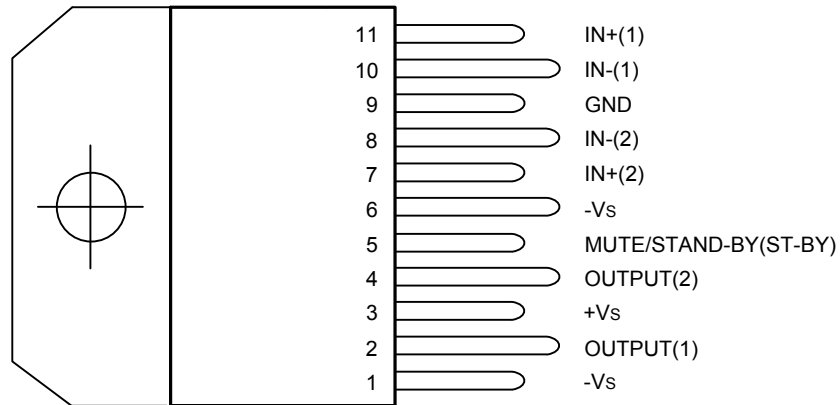 11 IN+(1)
10 IN-(1)
9 GND
8 IN-(2)
7 IN+(2)
6 -Vs
5 MUTE/STAND-BY(ST-BY)
4 OUTPUT(2)
3 +Vs
2 OUTPUT(1)
1 -Vs